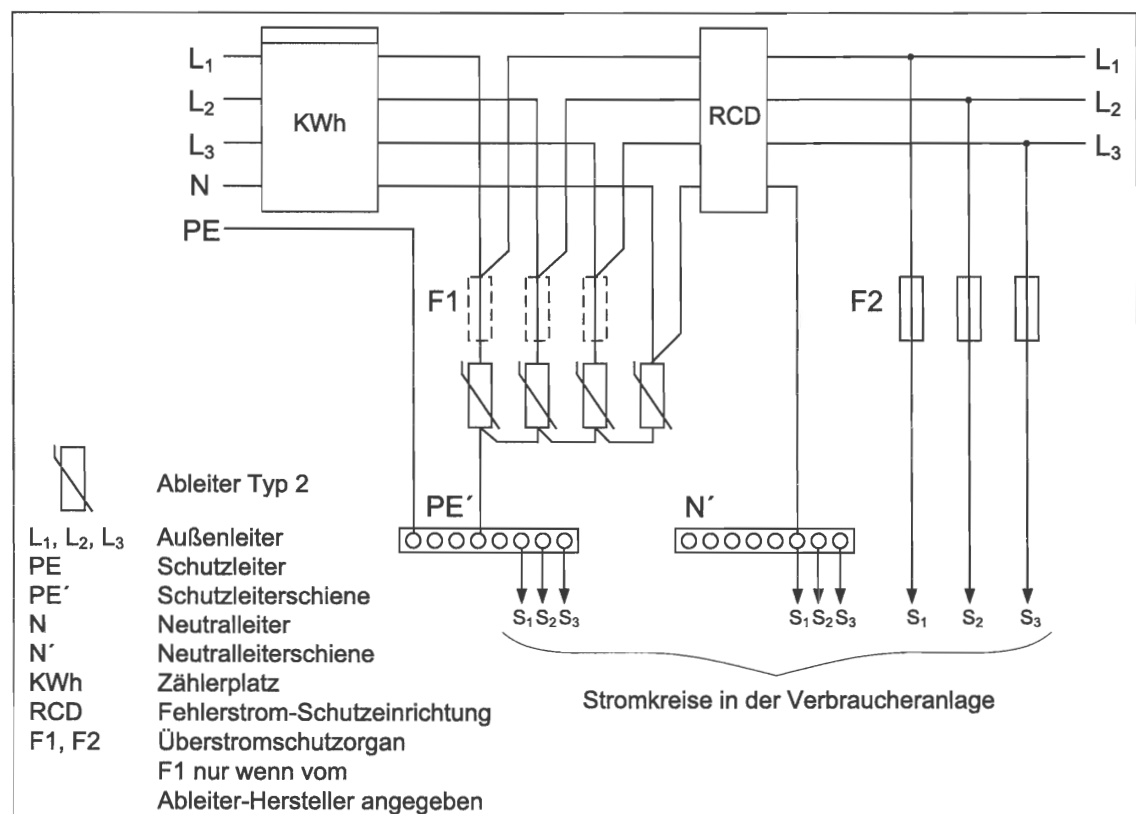 L₁ L₁
L₂ L₂
L₃ L₃
KWh RCD
N
PE
F1 F2
Ableiter Typ 2
PE´ N´
L₁, L₂, L₃ Außenleiter
PE Schutzleiter
PE´ Schutzleiterschiene
N Neutralleiter
N´ Neutralleiterschiene
KWh Zählerplatz
RCD Fehlerstrom-Schutzeinrichtung
F1, F2 Überstromschutzorgan
F1 nur wenn vom
Ableiter-Hersteller angegeben
S₁ S₂ S₃ S₁ S₂ S₃ S₁ S₂ S₃
Stromkreise in der Verbraucheranlage